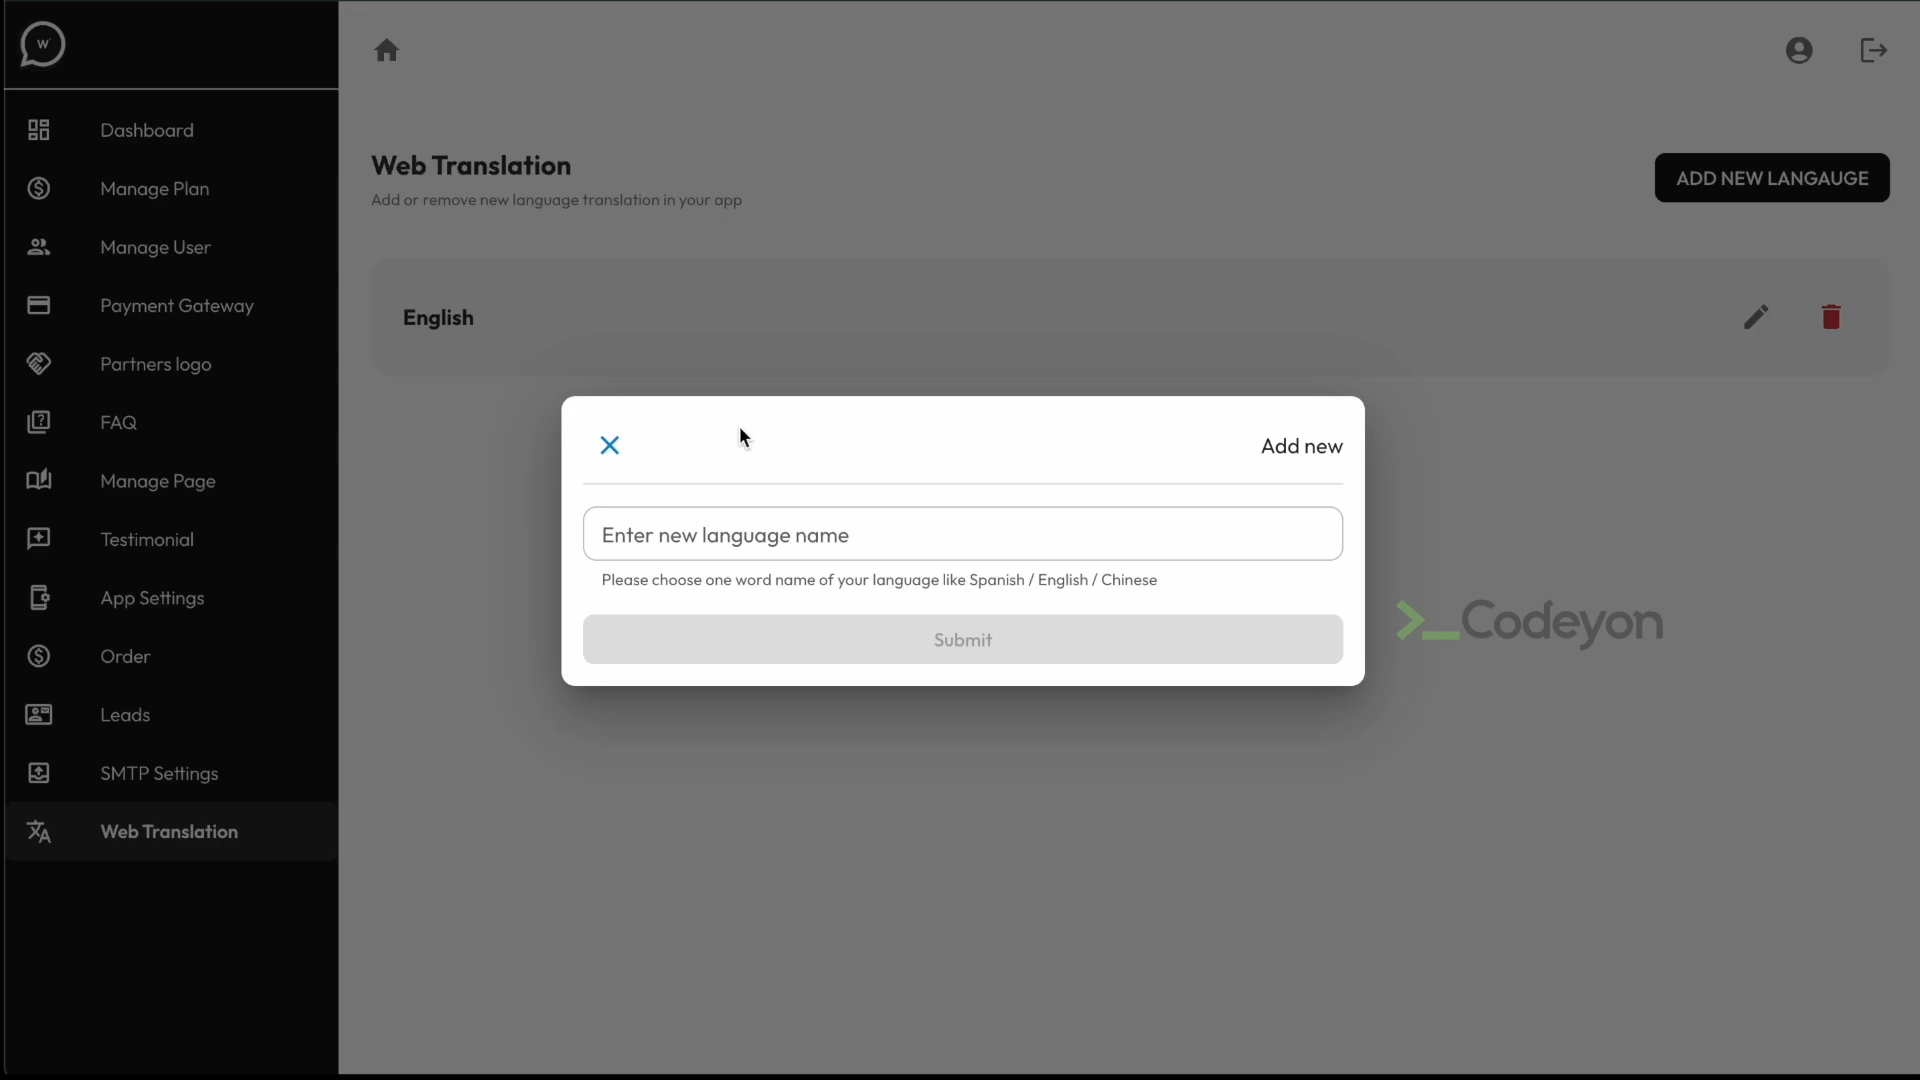 W
Dashboard
Manage Plan
Manage User
Payment Gateway
Partners logo
FAQ
Manage Page
Testimonial
App Settings
Order
Leads
SMTP Settings
Web Translation
Web Translation
Add or remove new language translation in your app
ADD NEW LANGAUGE
English
Add new
Enter new language name
Please choose one word name of your language like Spanish / English / Chinese
Submit
>_Codeyon